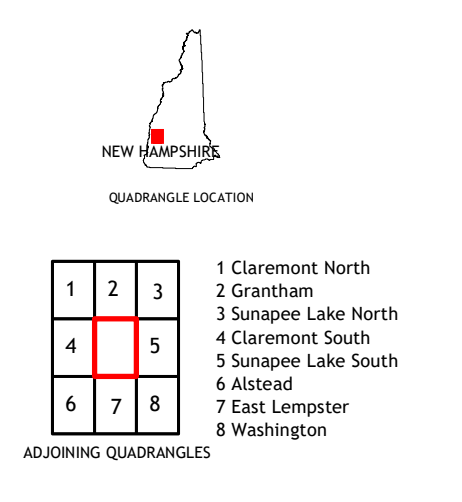 NEW HAMPSHIRE
QUADRANGLE LOCATION
1 2 3
4 5
6 7 8
1 Claremont North
2 Grantham
3 Sunapee Lake North
4 Claremont South
5 Sunapee Lake South
6 Alstead
7 East Lempster
8 Washington
ADJOINING QUADRANGLES